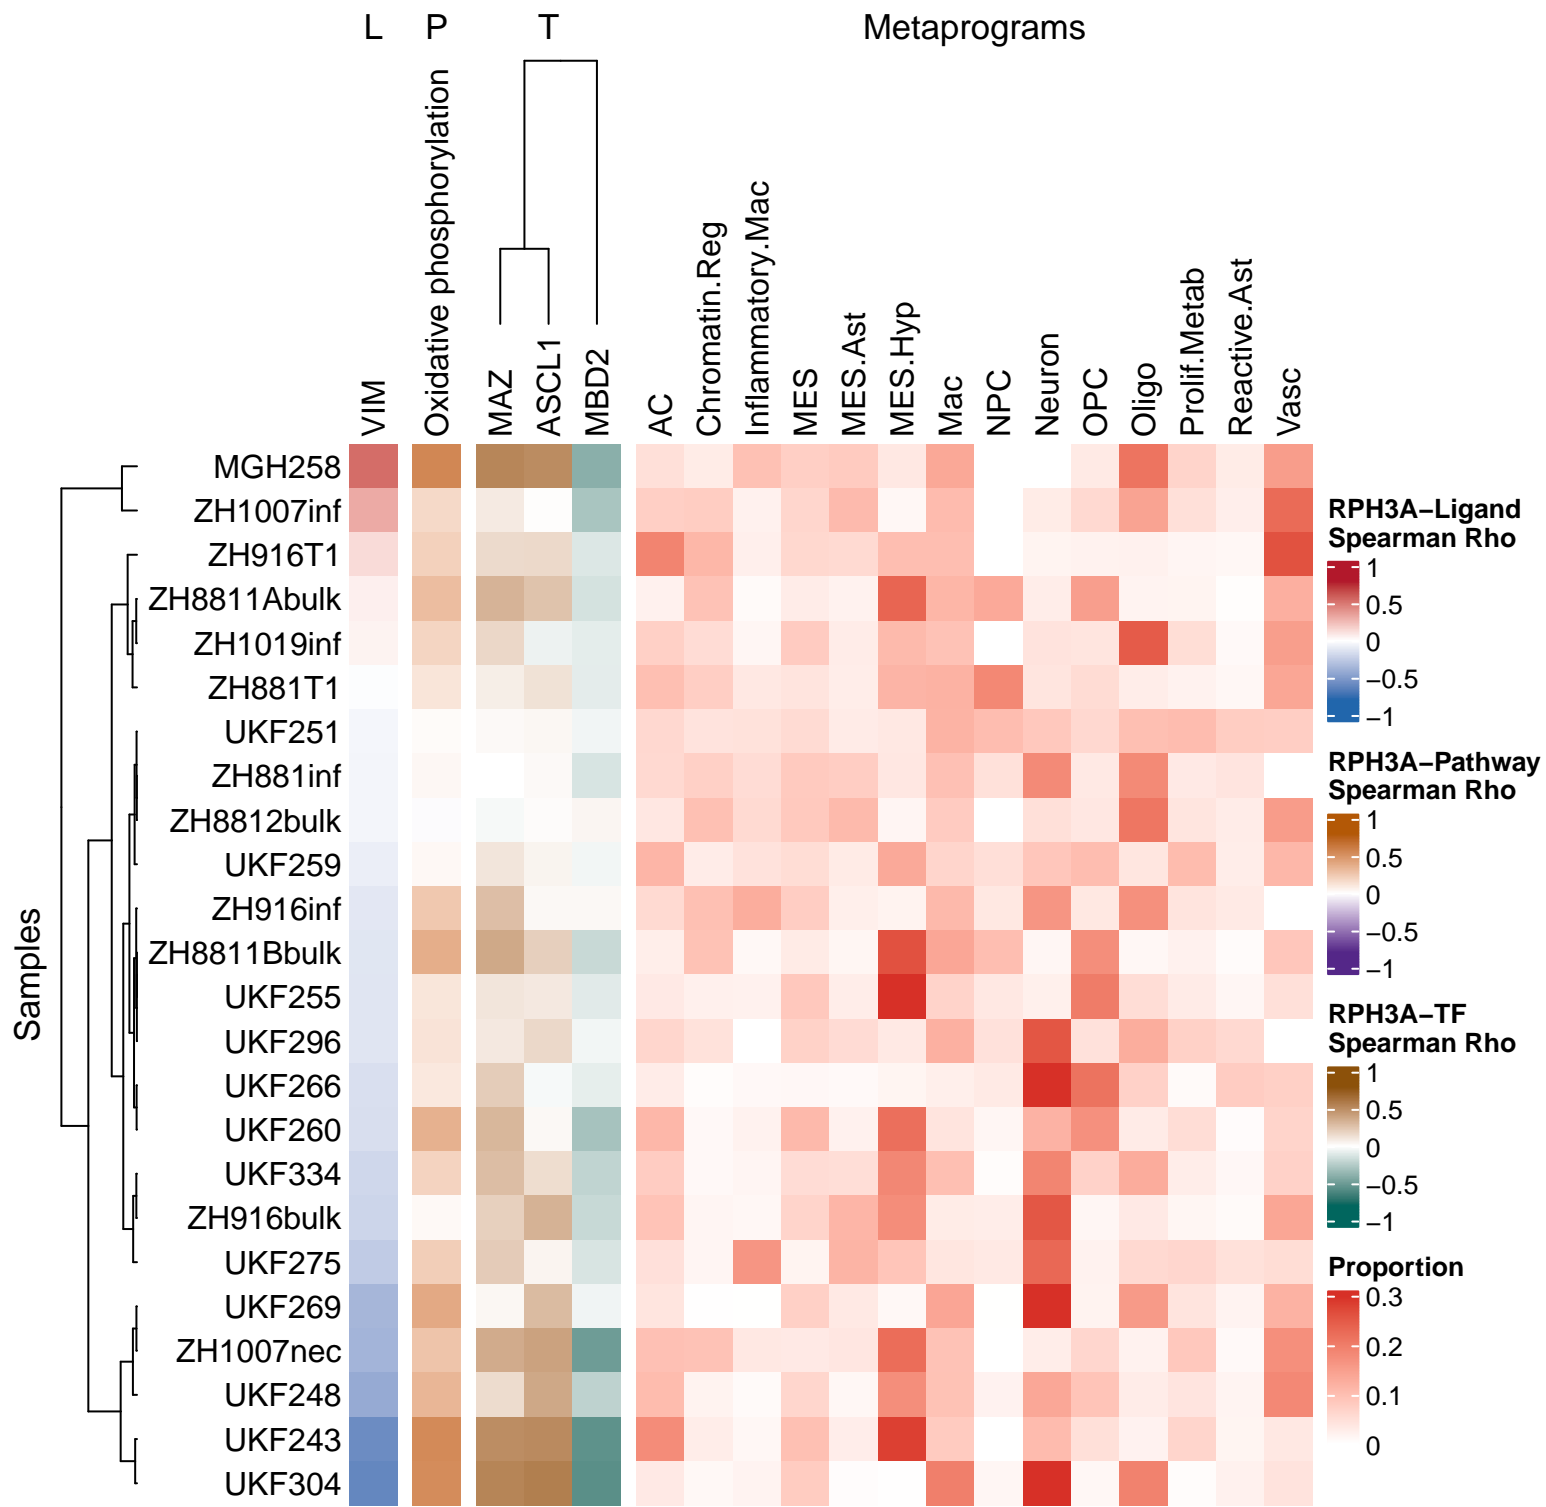 L P T Metaprograms
VIM
Oxidative phosphorylation
MAZ
ASCL1
MBD2
AC
Chromatin.Reg
Inflammatory.Mac
MES
MES.Ast
MES.Hyp
Mac
NPC
Neuron
OPC
Oligo
Prolif.Metab
Reactive.Ast
Vasc
Samples
MGH258
ZH1007inf
ZH916T1
ZH8811Abulk
ZH1019inf
ZH881T1
UKF251
ZH881inf
ZH8812bulk
UKF259
ZH916inf
ZH8811Bbulk
UKF255
UKF296
UKF266
UKF260
UKF334
ZH916bulk
UKF275
UKF269
ZH1007nec
UKF248
UKF243
UKF304
RPH3A−Ligand
Spearman Rho
1
0.5
0
−0.5
−1
RPH3A−Pathway
Spearman Rho
1
0.5
0
−0.5
−1
RPH3A−TF
Spearman Rho
1
0.5
0
−0.5
−1
Proportion
0.3
0.2
0.1
0